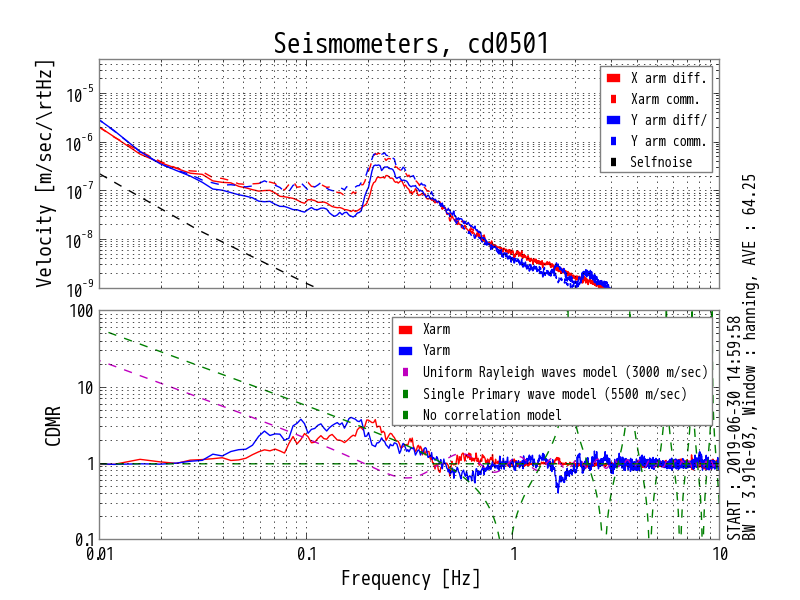 Seismometers, cd0501
Velocity [m/sec/\rtHz]
10-5
10-6
10-7
10-8
10-9
X arm diff.
Xarm comm.
Y arm diff/
Y arm comm.
Selfnoise
CDMR
100
10
1
0.1
Xarm
Yarm
Uniform Rayleigh waves model (3000 m/sec)
Single Primary wave model (5500 m/sec)
No correlation model
0.01
0.1
1
10
Frequency [Hz]
START : 2019-06-30 14:59:58
BW : 3.91e-03, Window : hanning, AVE : 64.25